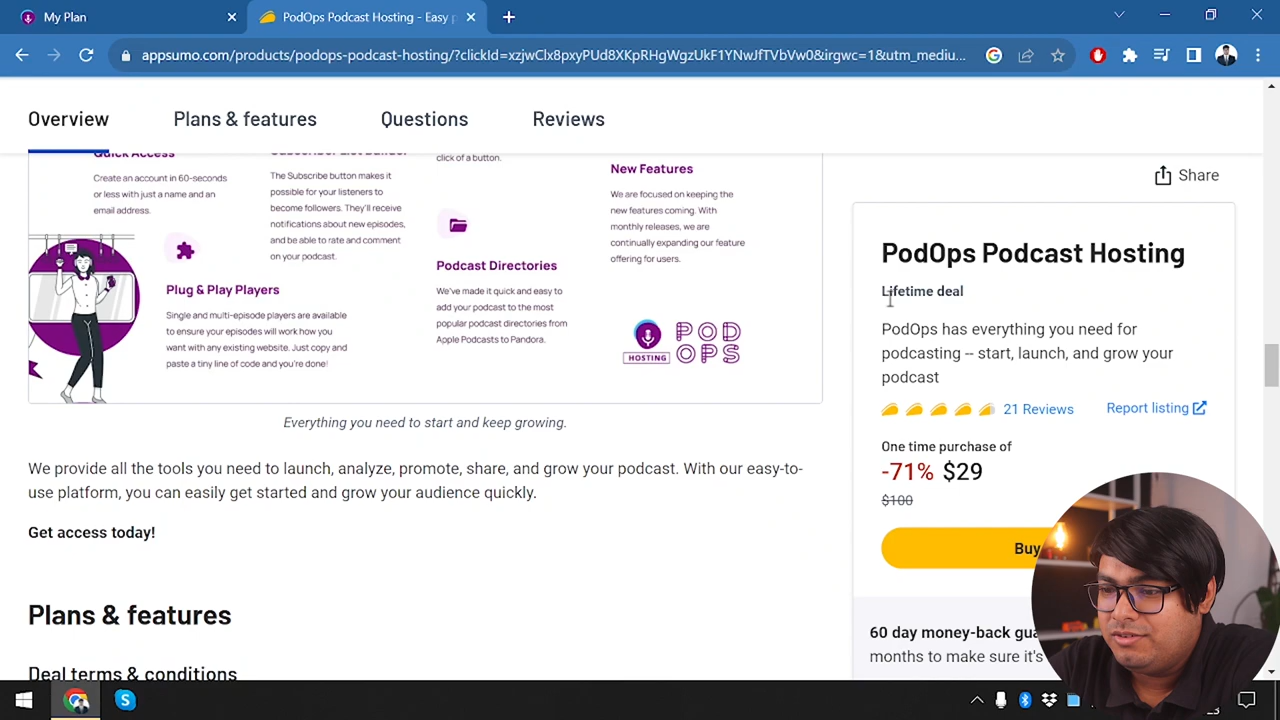 My Plan
PodOps Podcast Hosting - Easy p
appsumo.com/products/podops-podcast-hosting/?clickId=xzjwClx8pxyPUd8XKpRHgWgzUkF1YNwJfTVbVw0&irgwc=1&utm_mediu...
Overview
Plans & features
Questions
Reviews
Quick Access
Create an account in 60-seconds
or less with just a name and an
email address.
Subscriber List Builder
The Subscribe button makes it
possible for your listeners to
become followers. They'll receive
notifications about new episodes,
and be able to rate and comment
on your podcast.
click of a button.
New Features
We are focused on keeping the
new features coming. With
monthly releases, we are
continually expanding our feature
offering for users.
Plug & Play Players
Single and multi-episode players are available
to ensure your episodes will work how you
want with any existing website. Just copy and
paste a tiny line of code and you're done!
Podcast Directories
We've made it quick and easy to
add your podcast to the most
popular podcast directories from
Apple Podcasts to Pandora.
HOSTING
POD
OPS
Everything you need to start and keep growing.
We provide all the tools you need to launch, analyze, promote, share, and grow your podcast. With our easy-to-
use platform, you can easily get started and grow your audience quickly.
Get access today!
Plans & features
Deal terms & conditions
Share
PodOps Podcast Hosting
Lifetime deal
PodOps has everything you need for
podcasting -- start, launch, and grow your
podcast
21 Reviews
Report listing
One time purchase of
-71% $29
$100
Buy
60 day money-back gua
months to make sure it's